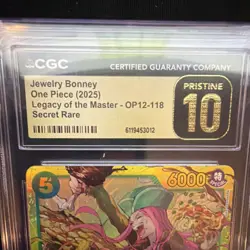 CGC
CERTIFIED GUARANTY COMPANY
Jewelry Bonney
One Piece (2025)
Legacy of the Master - OP12-118
Secret Rare
6119453012
PRISTINE
10
5
6000
特